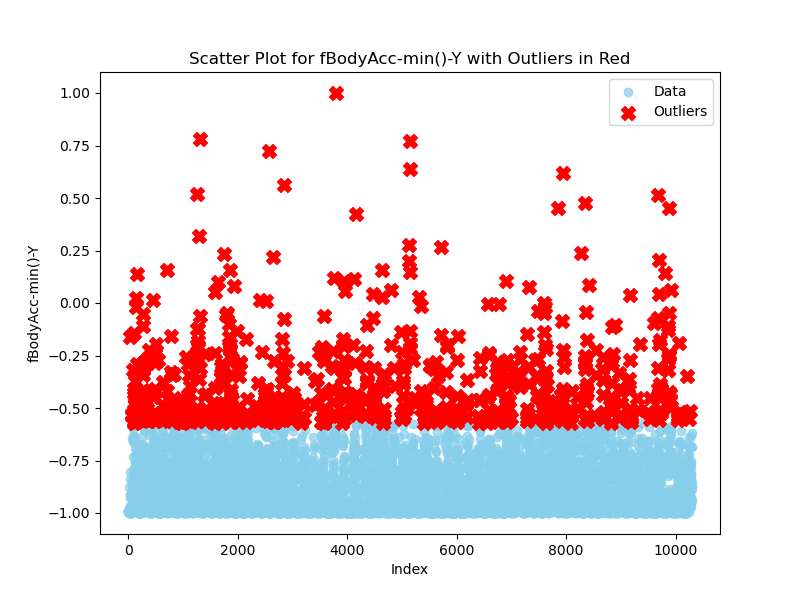 Scatter Plot for fBodyAcc-min()-Y with Outliers in Red
Data
Outliers
1.00
0.75
0.50
0.25
0.00
−0.25
−0.50
−0.75
−1.00
fBodyAcc-min()-Y
0 2000 4000 6000 8000 10000
Index